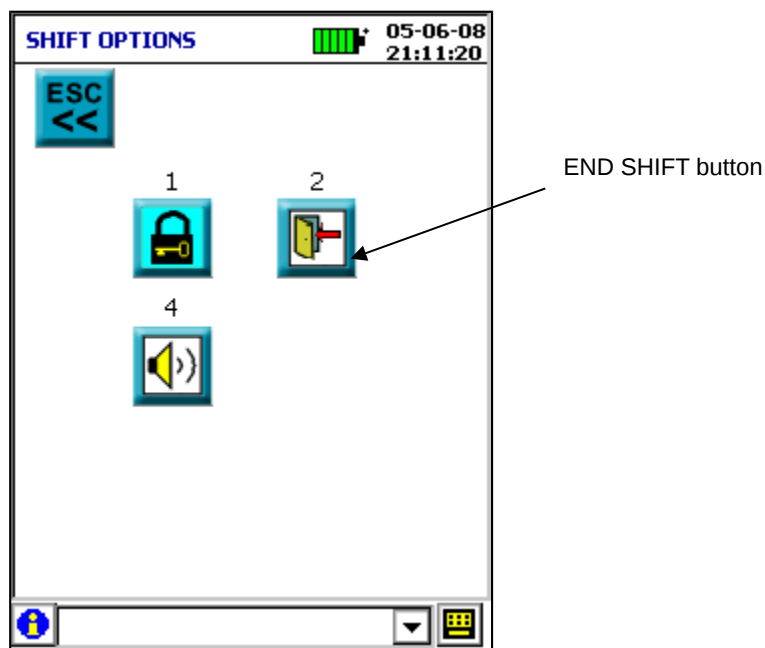 SHIFT OPTIONS
05-06-08
21:11:20
ESC
<<
1
2
END SHIFT button
4